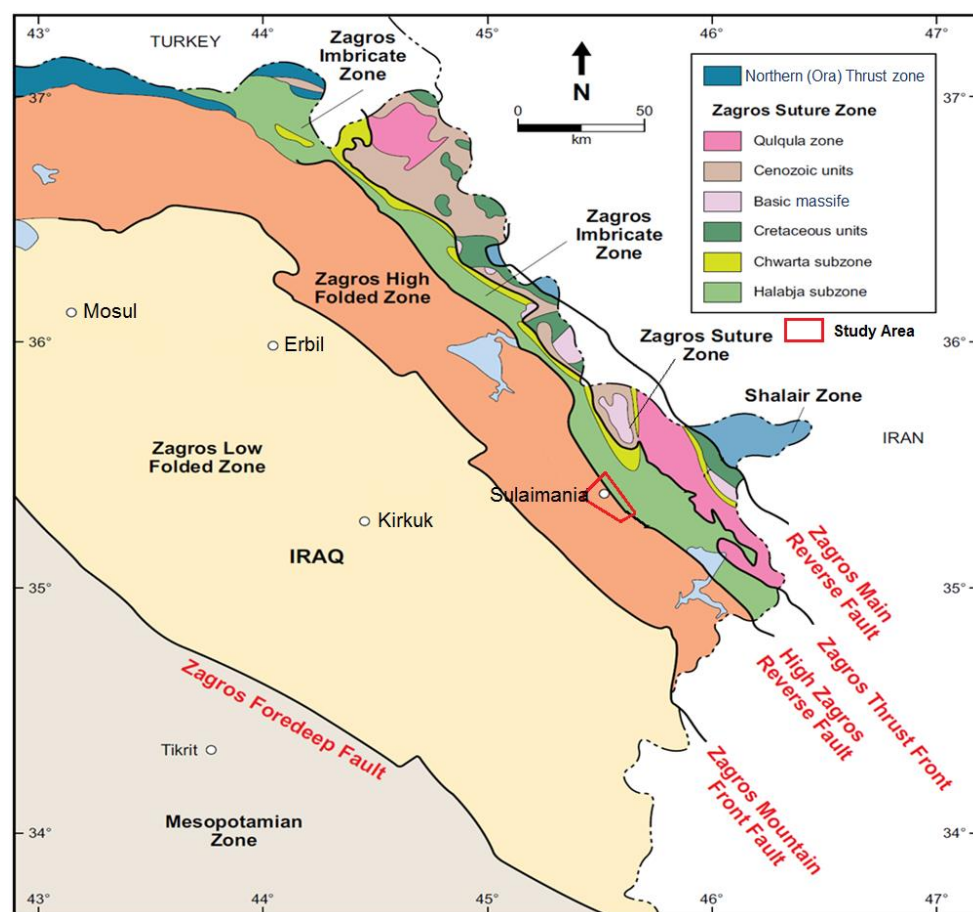 43°
44°
45°
46°
47°
TURKEY
Zagros
Imbricate
Zone
N
0
50
km
Northern (Ora) Thrust zone
Zagros Suture Zone
Qulqula zone
Cenozoic units
Basic massife
Cretaceous units
Chwarta subzone
Halabja subzone
Study Area
37°
37°
Zagros
Imbricate
Zone
Zagros High
Folded Zone
Mosul
Erbil
36°
36°
Zagros Suture
Zone
Shalair Zone
IRAN
Zagros Low
Folded Zone
Sulaimania
Kirkuk
IRAQ
35°
35°
Zagros Main
Reverse Fault
Zagros Thrust Front
High Zagros
Reverse Fault
Zagros Mountain
Front Fault
Zagros Foredeep Fault
Tikrit
Mesopotamian
Zone
34°
34°
43°
44°
45°
46°
47°